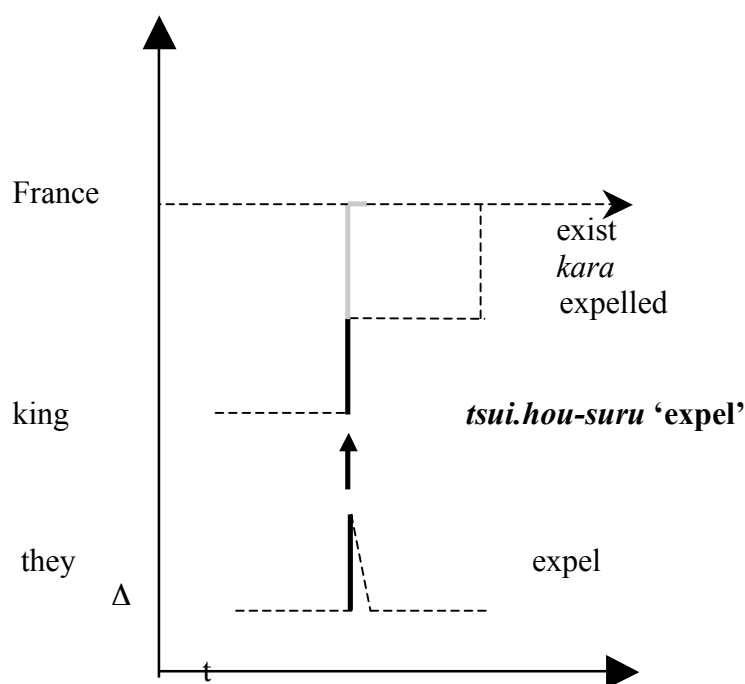 France
exist
kara
expelled
king
tsui.hou-suru ‘expel’
they
expel
Δ
t